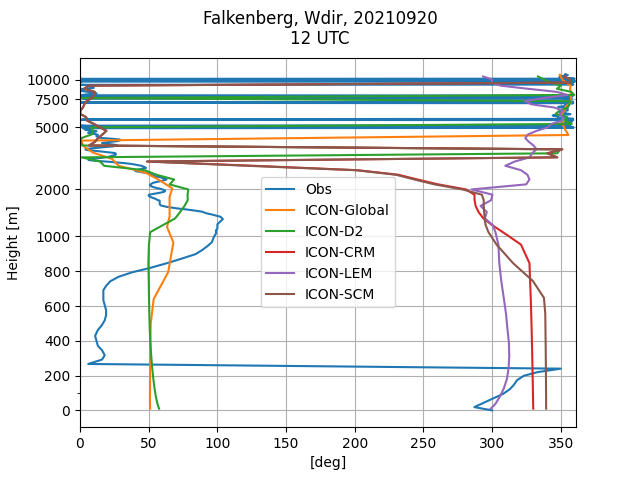 Falkenberg, Wdir, 20210920
12 UTC
Height [m]
10000
7500
5000
2000
1000
800
600
400
200
0
Obs
ICON-Global
ICON-D2
ICON-CRM
ICON-LEM
ICON-SCM
0 50 100 150 200 250 300 350
[deg]